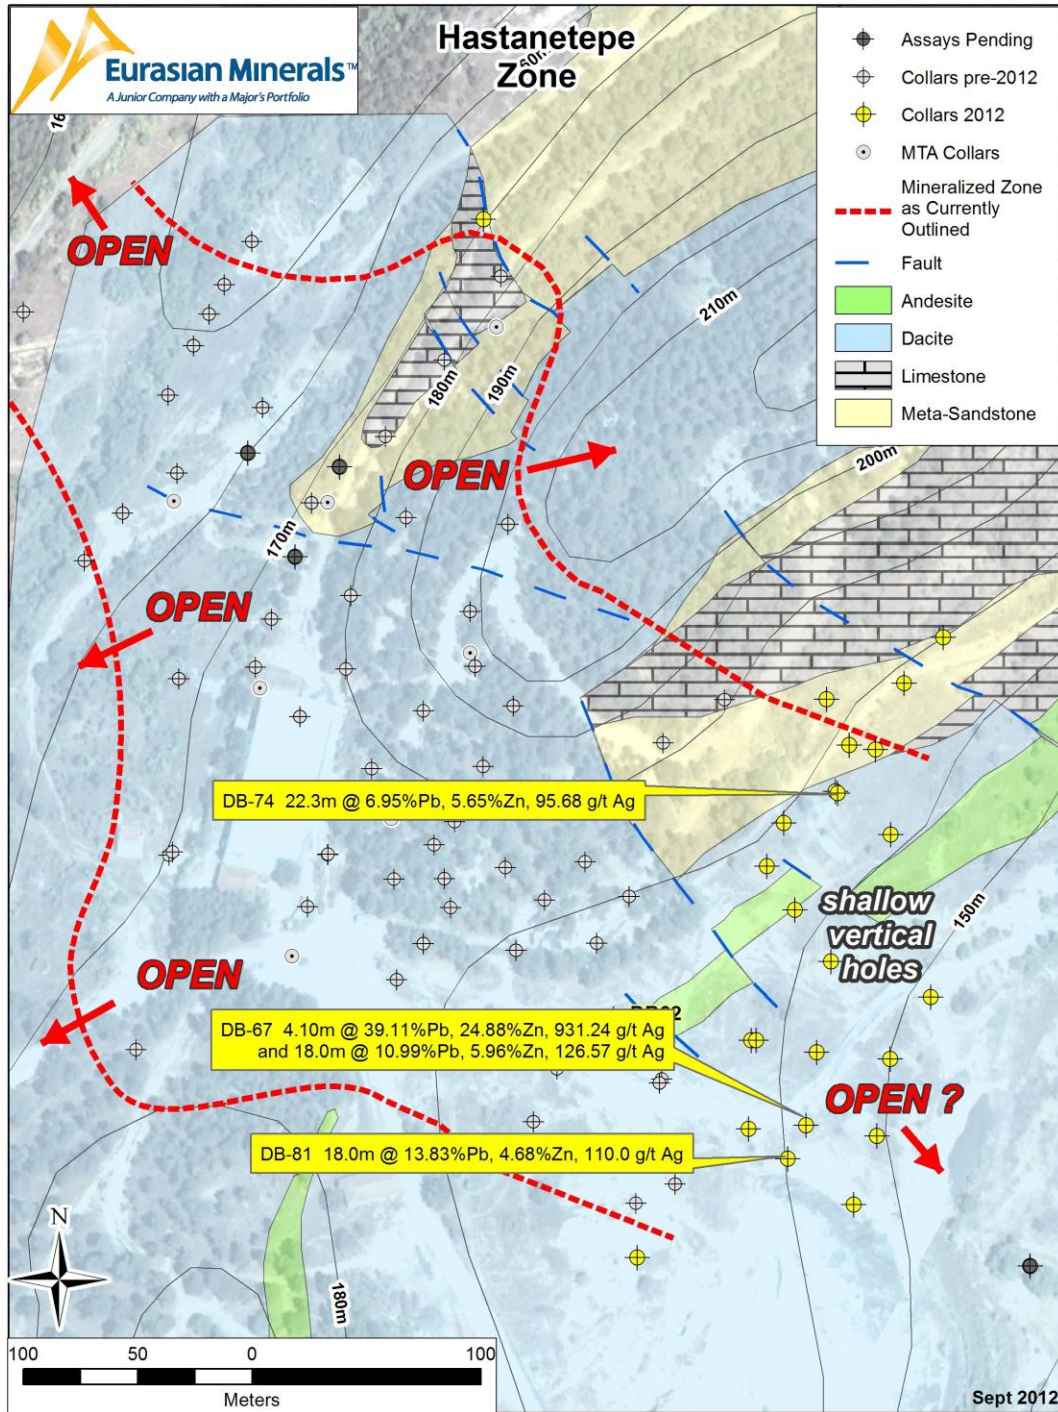 Eurasian Minerals™
A Junior Company with a Major's Portfolio
Hastanetepe
Zone
Assays Pending
Collars pre-2012
Collars 2012
MTA Collars
Mineralized Zone
as Currently
Outlined
Fault
Andesite
Dacite
Limestone
Meta-Sandstone
OPEN
210m
180m
190m
OPEN
200m
170m
OPEN
DB-74 22.3m @ 6.95%Pb, 5.65%Zn, 95.68 g/t Ag
shallow
vertical
holes
150m
OPEN
DB-67 4.10m @ 39.11%Pb, 24.88%Zn, 931.24 g/t Ag
and 18.0m @ 10.99%Pb, 5.96%Zn, 126.57 g/t Ag
OPEN ?
DB-81 18.0m @ 13.83%Pb, 4.68%Zn, 110.0 g/t Ag
N
180m
100 50 0 100
Meters
Sept 2012